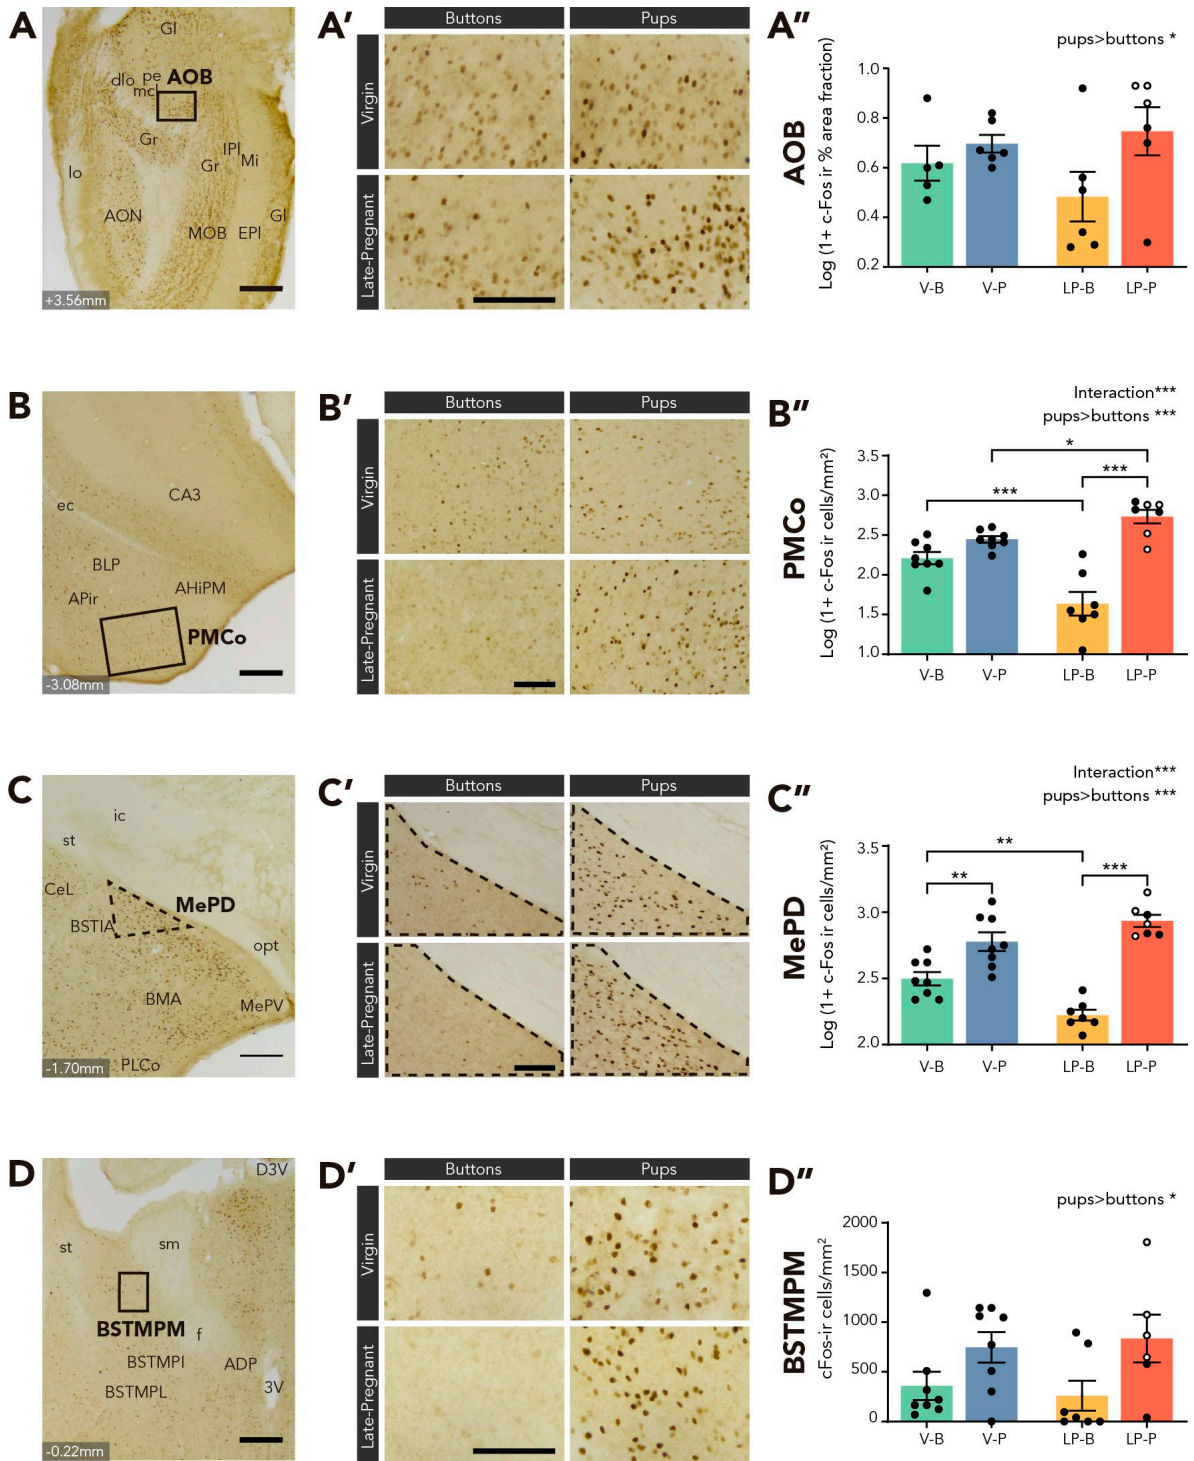 A
Gl
pe AOB
dlo
mc
Gr
IPl
Gr
Mi
lo
AON
Gl
MOB EPl
+3.56mm
A'
Buttons
Pups
Virgin
Late-Pregnant
A"
pups>buttons *
AOB
Log (1+ c-Fos ir % area fraction)
1.0
0.8
0.6
0.4
0.2
V-B
V-P
LP-B
LP-P
B
CA3
ec
BLP
APir
AHiPM
PMCo
-3.08mm
B'
Buttons
Pups
Virgin
Late-Pregnant
B"
Interaction***
pups>buttons ***
PMCo
Log (1+ c-Fos ir cells/mm²)
3.5
3.0
2.5
2.0
1.5
1.0
*
***
***
V-B
V-P
LP-B
LP-P
C
ic
st
CeL
MePD
BSTIA
opt
BMA
MePV
PLCo
-1.70mm
C'
Buttons
Pups
Virgin
Late-Pregnant
C"
Interaction***
pups>buttons ***
MePD
Log (1+ c-Fos ir cells/mm²)
3.5
3.0
2.5
2.0
**
**
***
V-B
V-P
LP-B
LP-P
D
D3V
st
sm
BSTMPM
f
BSTMPI
ADP
BSTMPL
3V
-0.22mm
D'
Buttons
Pups
Virgin
Late-Pregnant
D"
pups>buttons *
BSTMPM
cFos-ir cells/mm²
2000
1500
1000
500
0
V-B
V-P
LP-B
LP-P